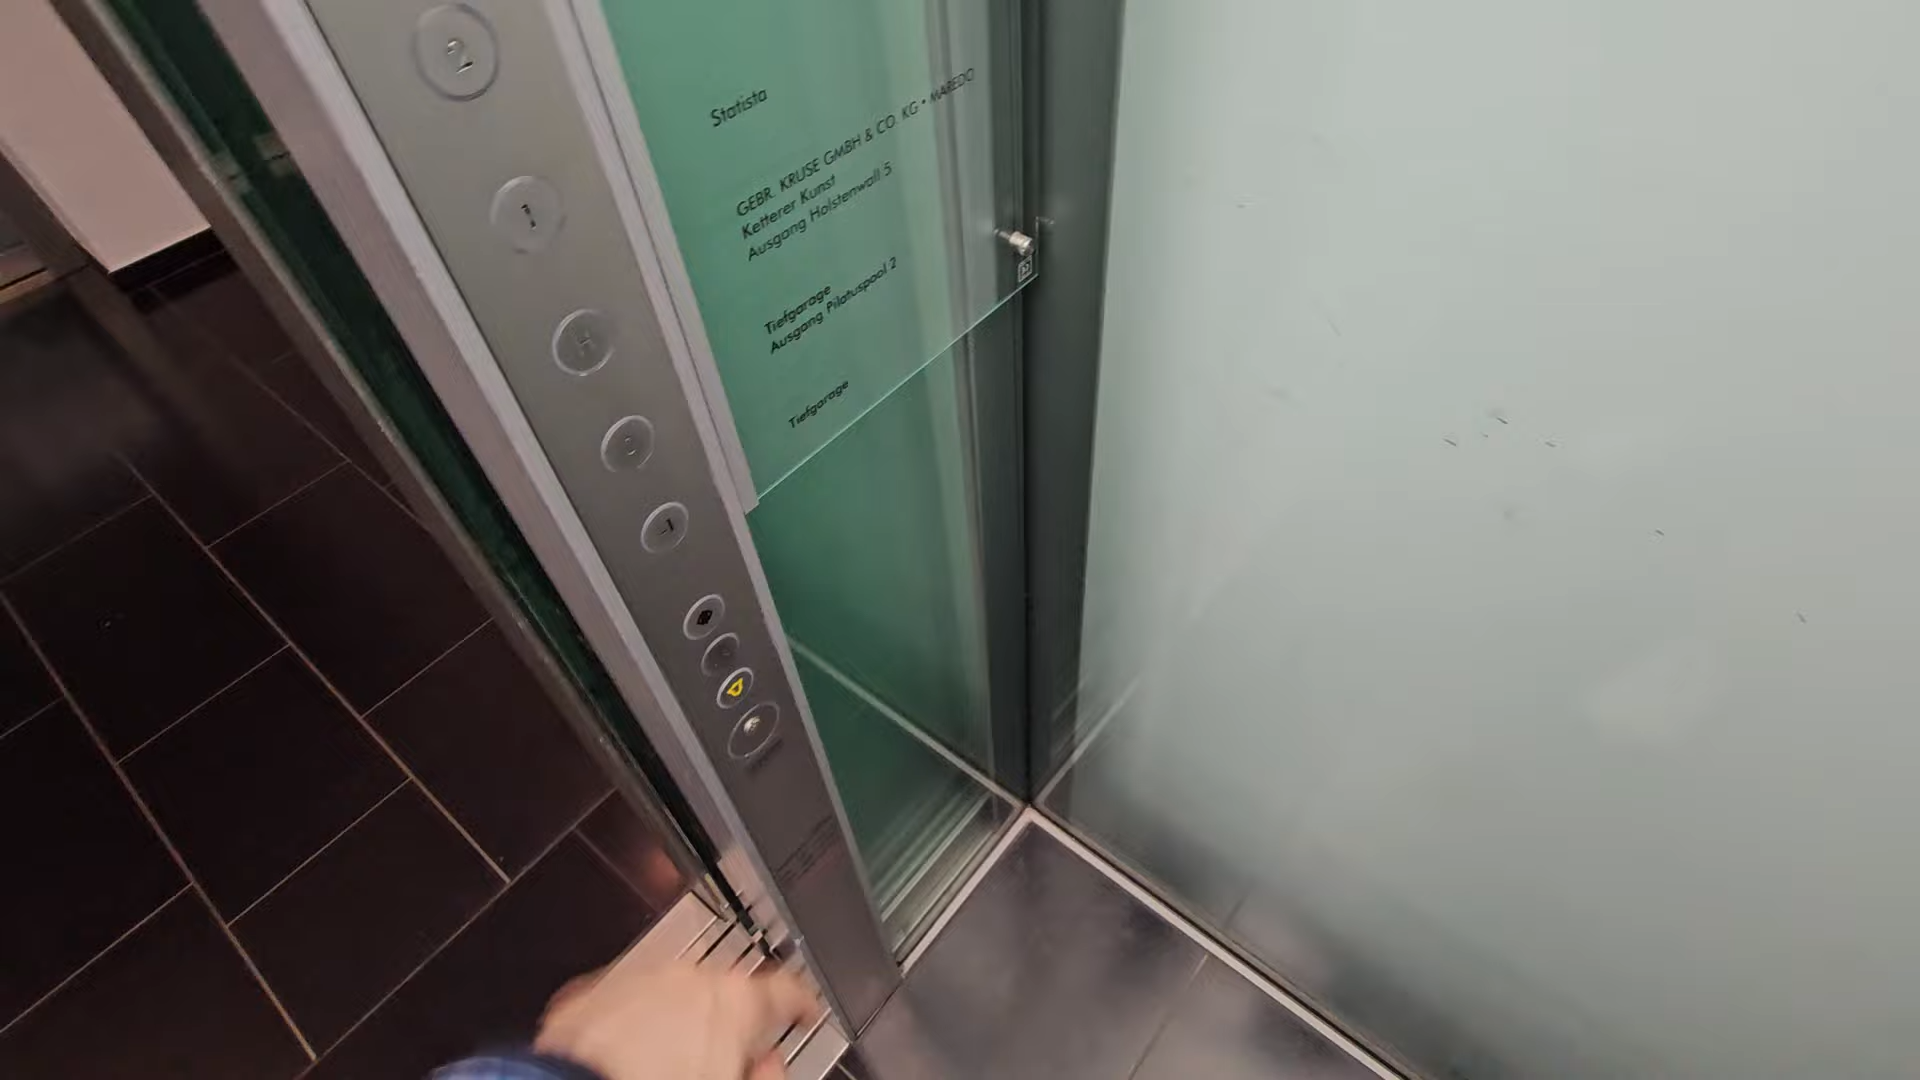 2
Statista
1
GEBR. KRUSE GMBH & CO. KG • MAREDO
Ketterer Kunst
Ausgang Holstenwall 5
H
Tiefgarage
Ausgang Pilatuspool 2
Tiefgarage
-1